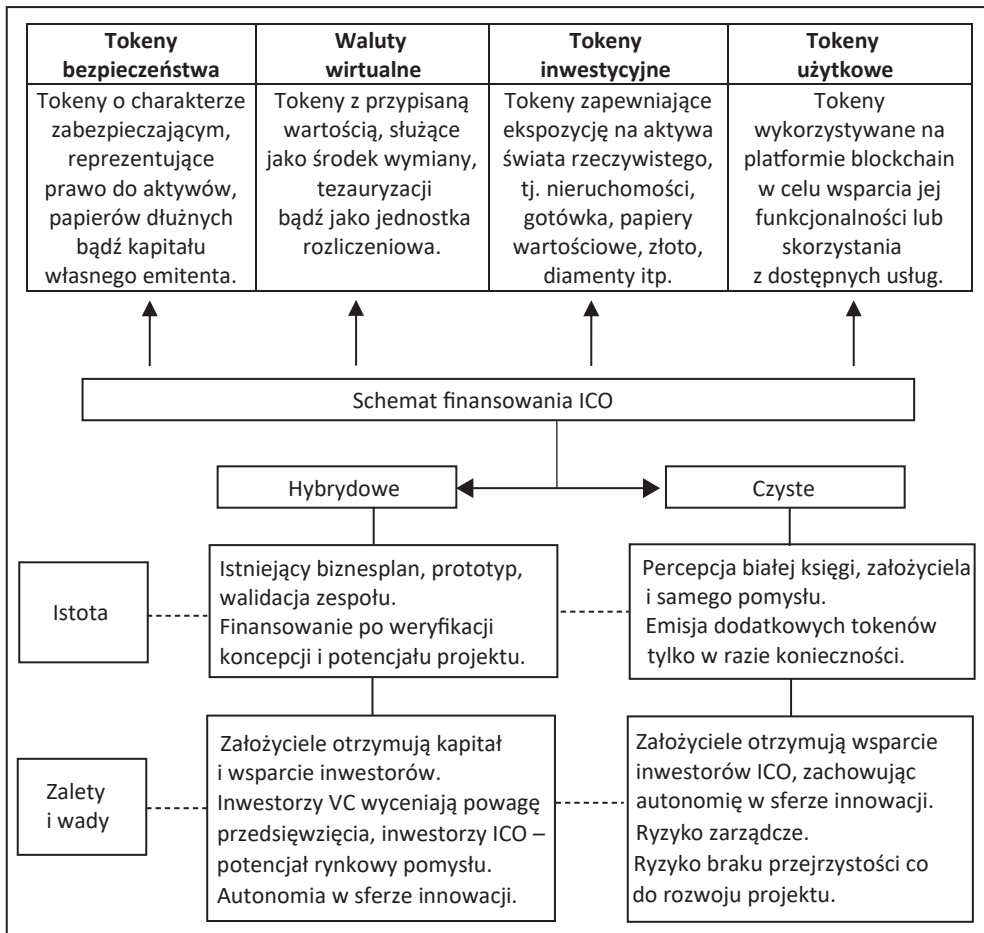 Tokeny
bezpieczeństwa
Waluty
wirtualne
Tokeny
inwestycyjne
Tokeny
użytkowe
Tokeny o charakterze
zabezpieczającym,
reprezentujące
prawo do aktywów,
papierów dłużnych
bądź kapitału
własnego emitenta.
Tokeny z przypisaną
wartością, służące
jako środek wymiany,
tezauryzacji
bądź jako jednostka
rozliczeniowa.
Tokeny zapewniające
ekspozycję na aktywa
świata rzeczywistego,
tj. nieruchomości,
gotówka, papiery
wartościowe, złoto,
diamenty itp.
Tokeny
wykorzystywane na
platformie blockchain
w celu wsparcia jej
funkcjonalności lub
skorzystania
z dostępnych usług.
Schemat finansowania ICO
Hybrydowe
Czyste
Istota
Istniejący biznesplan, prototyp,
walidacja zespołu.
Finansowanie po weryfikacji
koncepcji i potencjału projektu.
Percepcja białej księgi, założyciela
i samego pomysłu.
Emisja dodatkowych tokenów
tylko w razie konieczności.
Zalety
i wady
Założyciele otrzymują kapitał
i wsparcie inwestorów.
Inwestorzy VC wyceniają powagę
przedsięwzięcia, inwestorzy ICO –
potencjał rynkowy pomysłu.
Autonomia w sferze innowacji.
Założyciele otrzymują wsparcie
inwestorów ICO, zachowując
autonomię w sferze innowacji.
Ryzyko zarządcze.
Ryzyko braku przejrzystości co
do rozwoju projektu.